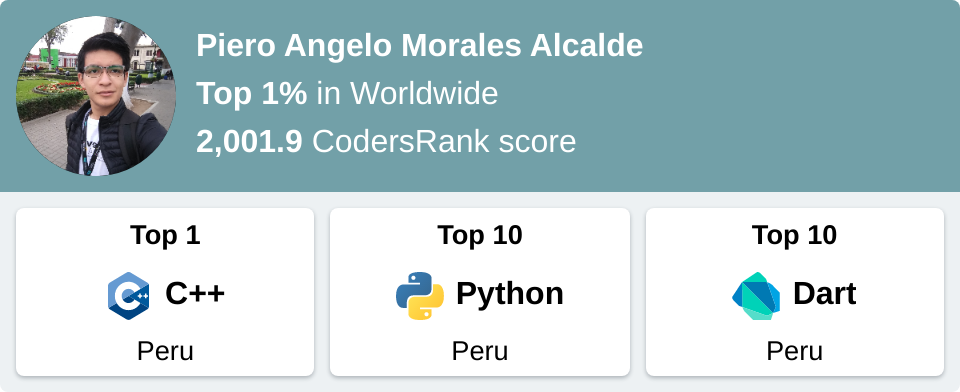 Piero Angelo Morales Alcalde
Top 1% in Worldwide
2,001.9 CodersRank score
Top 1
C++
Peru
Top 10
Python
Peru
Top 10
Dart
Peru